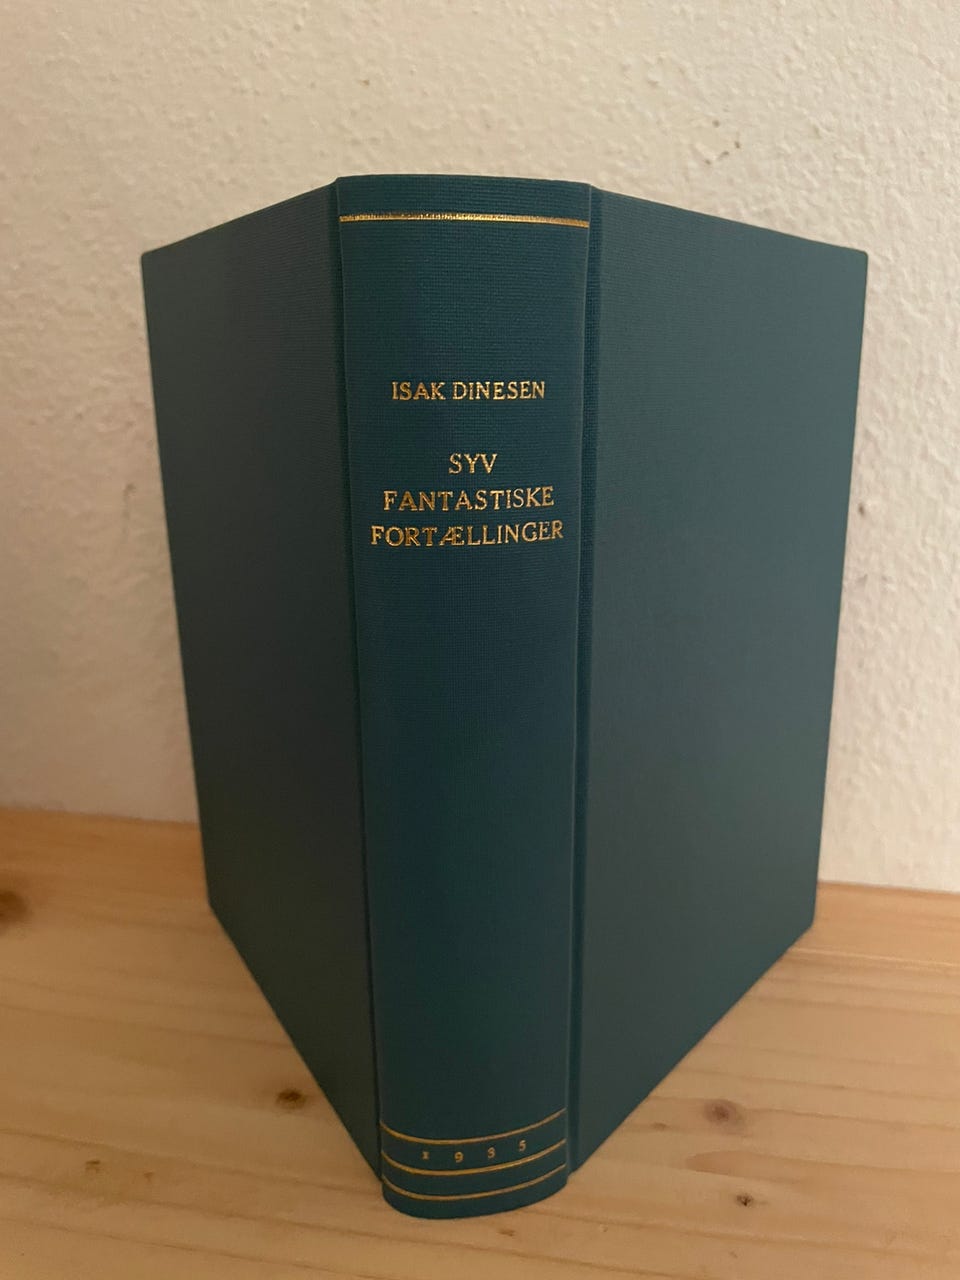 ISAK DINESEN
SYV
FANTASTISKE
FORTÆLLINGER
1935